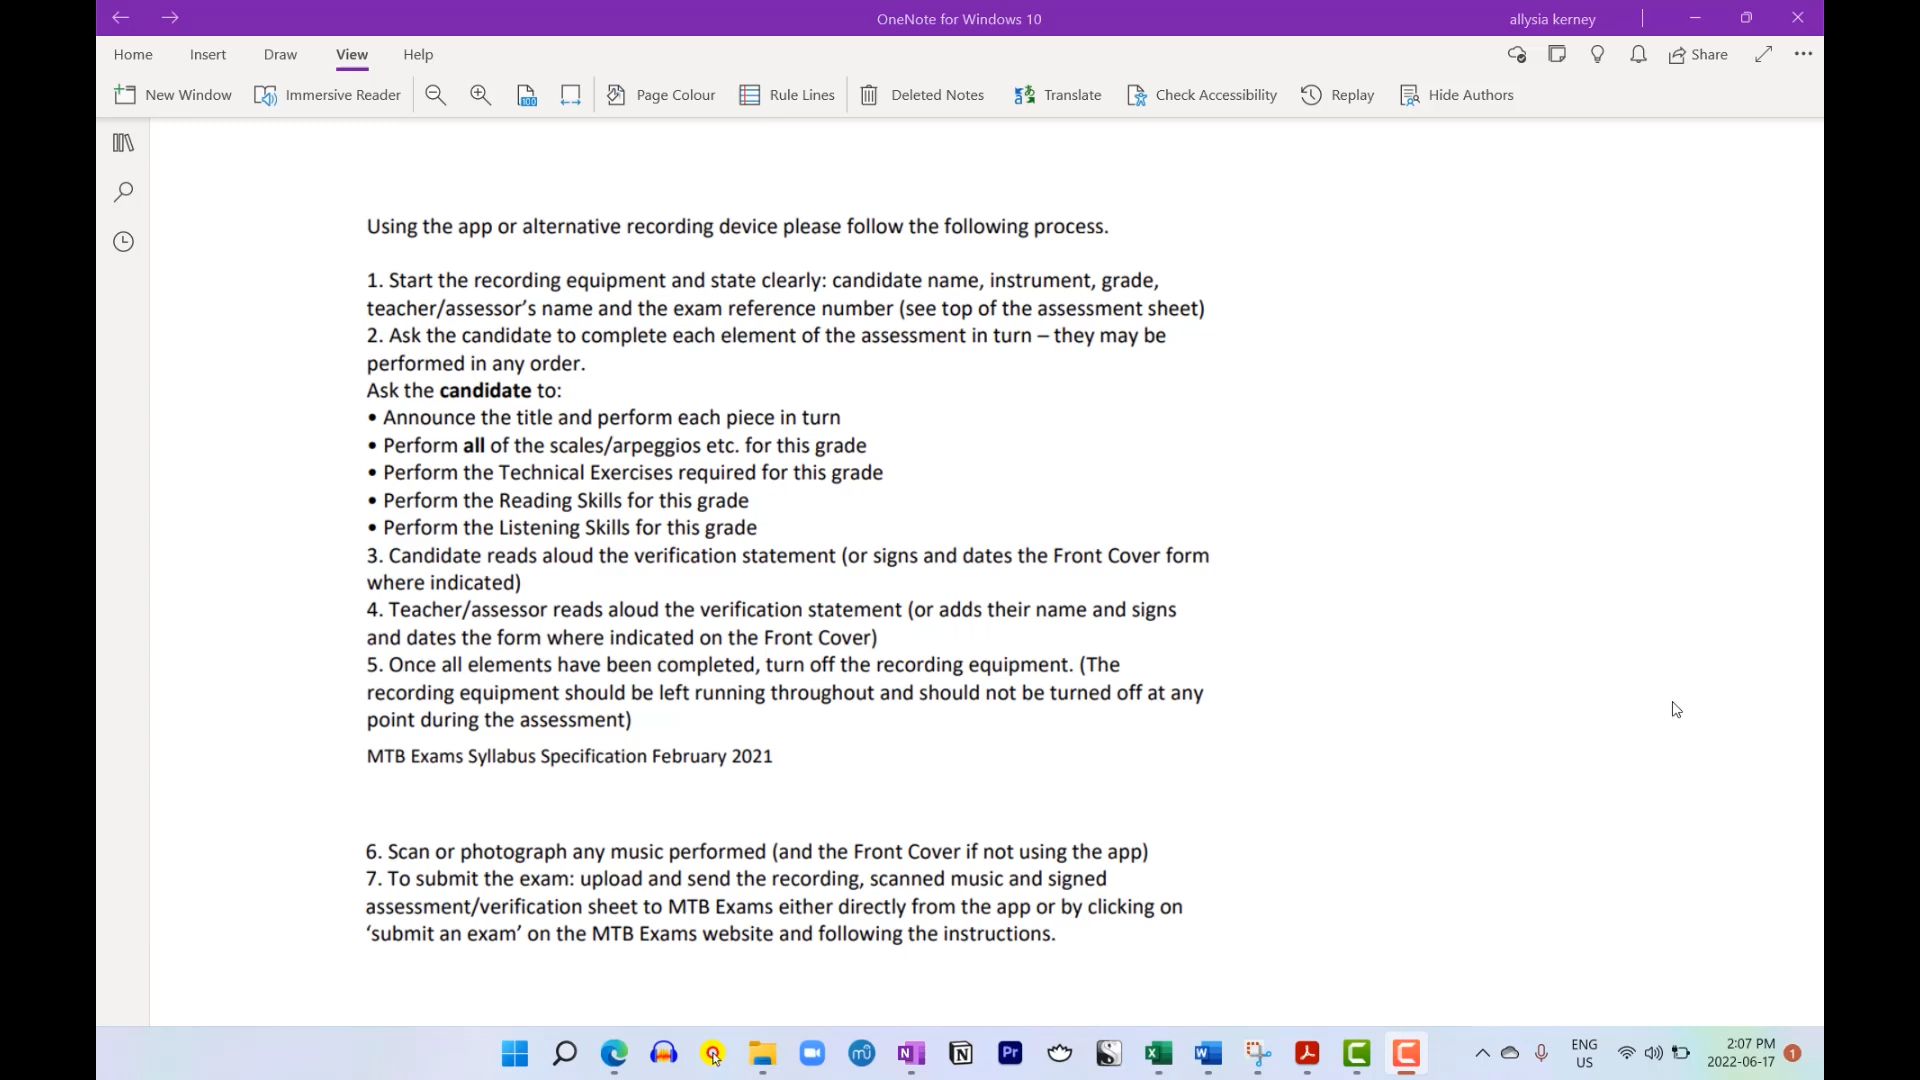 OneNote for Windows 10
allysia kerney
Home Insert Draw View Help
Share
New Window Immersive Reader Page Colour Rule Lines Deleted Notes Translate Check Accessibility Replay Hide Authors
Using the app or alternative recording device please follow the following process.
1. Start the recording equipment and state clearly: candidate name, instrument, grade,
teacher/assessor’s name and the exam reference number (see top of the assessment sheet)
2. Ask the candidate to complete each element of the assessment in turn – they may be
performed in any order.
Ask the candidate to:
• Announce the title and perform each piece in turn
• Perform all of the scales/arpeggios etc. for this grade
• Perform the Technical Exercises required for this grade
• Perform the Reading Skills for this grade
• Perform the Listening Skills for this grade
3. Candidate reads aloud the verification statement (or signs and dates the Front Cover form
where indicated)
4. Teacher/assessor reads aloud the verification statement (or adds their name and signs
and dates the form where indicated on the Front Cover)
5. Once all elements have been completed, turn off the recording equipment. (The
recording equipment should be left running throughout and should not be turned off at any
point during the assessment)
MTB Exams Syllabus Specification February 2021
6. Scan or photograph any music performed (and the Front Cover if not using the app)
7. To submit the exam: upload and send the recording, scanned music and signed
assessment/verification sheet to MTB Exams either directly from the app or by clicking on
‘submit an exam’ on the MTB Exams website and following the instructions.
ENG
US
2:07 PM
2022-06-17
1